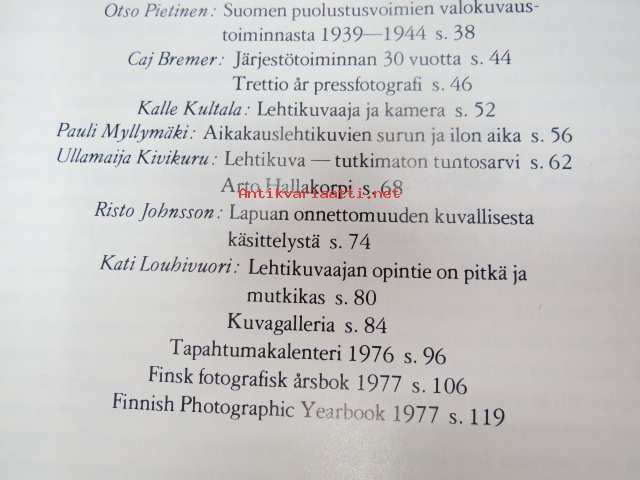 Otso Pietinen: Suomen puolustusvoimien valokuvaus-
toiminnasta 1939—1944 s. 38
Caj Bremer: Järjestötoiminnan 30 vuotta s. 44
Trettio år pressfotografi s. 46
Kalle Kultala: Lehtikuvaaja ja kamera s. 52
Pauli Myllymäki: Aikakauslehtikuvien surun ja ilon aika s. 56
Ullamaija Kivikuru: Lehtikuva — tutkimaton tuntosarvi s. 62
Arto Hallakorpi s. 68
Antikvariaatti.net
Risto Johnsson: Lapuan onnettomuuden kuvallisesta
käsittelystä s. 74
Kati Louhivuori: Lehtikuvaajan opintie on pitkä ja
mutkikas s. 80
Kuvagalleria s. 84
Tapahtumakalenteri 1976 s. 96
Finsk fotografisk årsbok 1977 s. 106
Finnish Photographic Yearbook 1977 s. 119